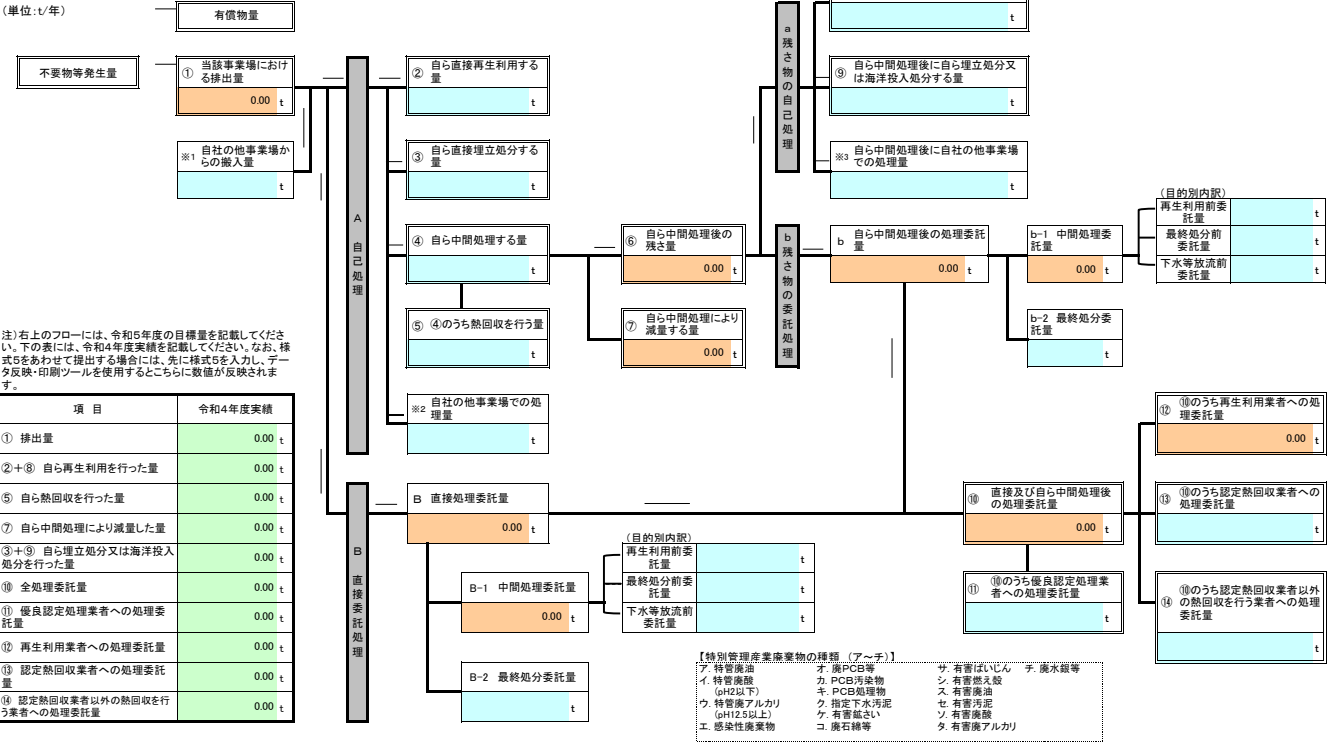 (単位:t/年)
有償物量
不要物等発生量
① 当該事業場におけ
る排出量
0.00 t
※1 自社の他事業場か
らの搬入量
t
A
自
己
処
理
② 自ら直接再生利用する
量
t
③ 自ら直接埋立処分する
量
t
④ 自ら中間処理する量
t
⑤ ④のうち熱回収を行う量
t
※2 自社の他事業場での処
理量
t
⑥ 自ら中間処理後の
残さ量
0.00 t
⑦ 自ら中間処理により
減量する量
0.00 t
a
残
さ
物
の
自
己
処
理
t
⑨ 自ら中間処理後に自ら埋立処分又
は海洋投入処分する量
t
※3 自ら中間処理後に自社の他事業場
での処理量
t
b
残
さ
物
の
委
託
処
理
b 自ら中間処理後の処理委託
量
0.00 t
b-1 中間処理委
託量
0.00 t
(目的別内訳)
再生利用前委
託量
t
最終処分前
委託量
t
下水等放流前
委託量
t
b-2 最終処分委
託量
t
注)右上のフローには、令和5年度の目標量を記載してくださ
い。下の表には、令和4年度実績を記載してください。なお、様
式5をあわせて提出する場合には、先に様式5を入力し、デー
タ反映・印刷ツールを使用するとこちらに数値が反映されま
す。
項 目 令和4年度実績
① 排出量 0.00 t
②+⑧ 自ら再生利用を行った量 0.00 t
⑤ 自ら熱回収を行った量 0.00 t
⑦ 自ら中間処理により減量した量 0.00 t
③+⑨ 自ら埋立処分又は海洋投入
処分を行った量 0.00 t
⑩ 全処理委託量 0.00 t
⑪ 優良認定処理業者への処理委
託量 0.00 t
⑫ 再生利用業者への処理委託量 0.00 t
⑬ 認定熱回収業者への処理委託
量 0.00 t
⑭ 認定熱回収業者以外の熱回収を行
う業者への処理委託量 0.00 t
B
直
接
委
託
処
理
B 直接処理委託量
0.00 t
B-1 中間処理委託量
0.00 t
(目的別内訳)
再生利用前委
託量
t
最終処分前委
託量
t
下水等放流前
委託量
t
B-2 最終処分委託量
t
⑩ 直接及び自ら中間処理後
の処理委託量
0.00 t
⑪ ⑩のうち優良認定処理業
者への処理委託量
t
⑫ ⑩のうち再生利用業者への処
理委託量
0.00 t
⑬ ⑩のうち認定熱回収業者への
処理委託量
t
⑭ ⑩のうち認定熱回収業者以外
の熱回収を行う業者への処理
委託量
t
【特別管理産業廃棄物の種類 (ア~チ)】
ア. 特管廃油 オ. 廃PCB等 サ. 有害ばいじん チ. 廃水銀等
イ. 特管廃酸 カ. PCB汚染物 シ. 有害燃え殻
(pH2以下) キ. PCB処理物 ス. 有害廃油
ウ. 特管廃アルカリ ク. 指定下水汚泥 セ. 有害汚泥
(pH12.5以上) ケ. 有害鉱さい ソ. 有害廃酸
エ. 感染性廃棄物 コ. 廃石綿等 タ. 有害廃アルカリ